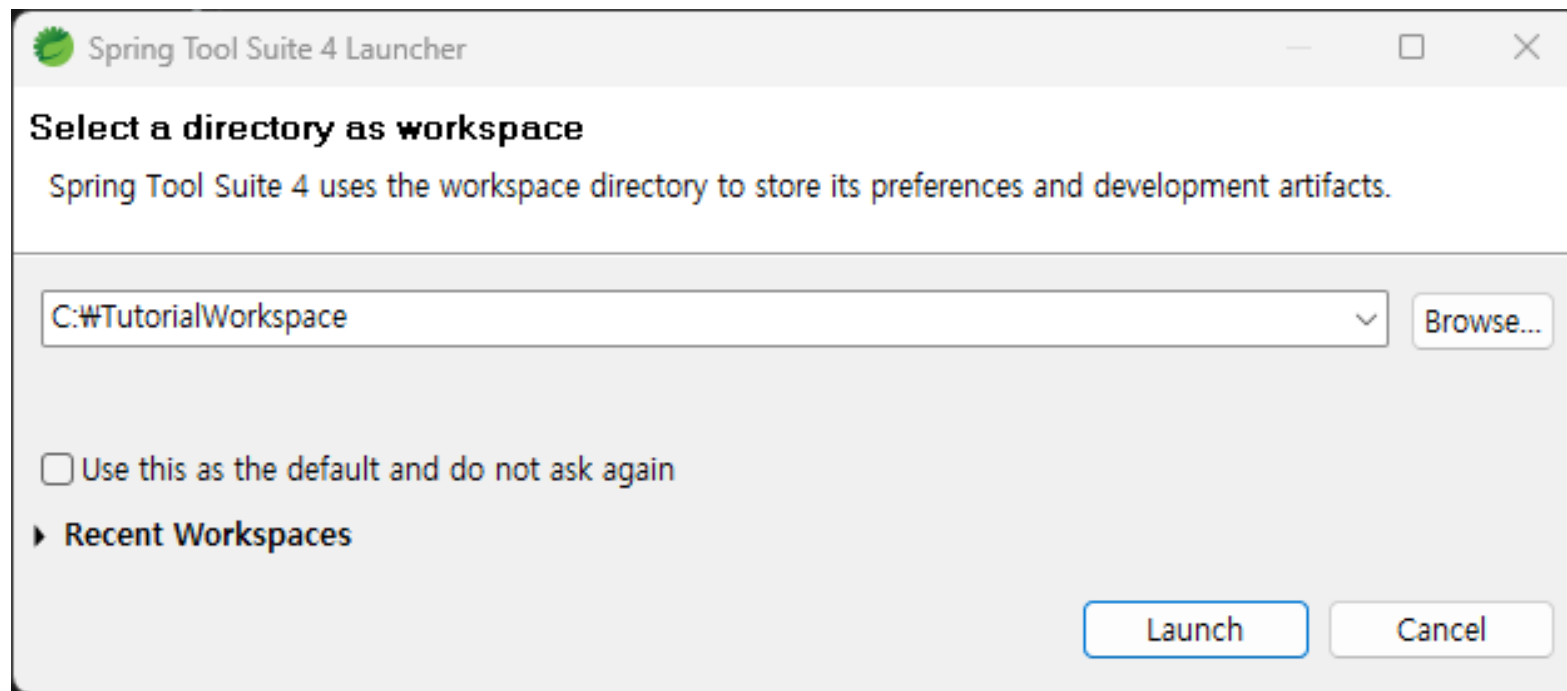 Spring Tool Suite 4 Launcher
Select a directory as workspace
Spring Tool Suite 4 uses the workspace directory to store its preferences and development artifacts.
C:₩TutorialWorkspace
Browse...
Use this as the default and do not ask again
Recent Workspaces
Launch
Cancel